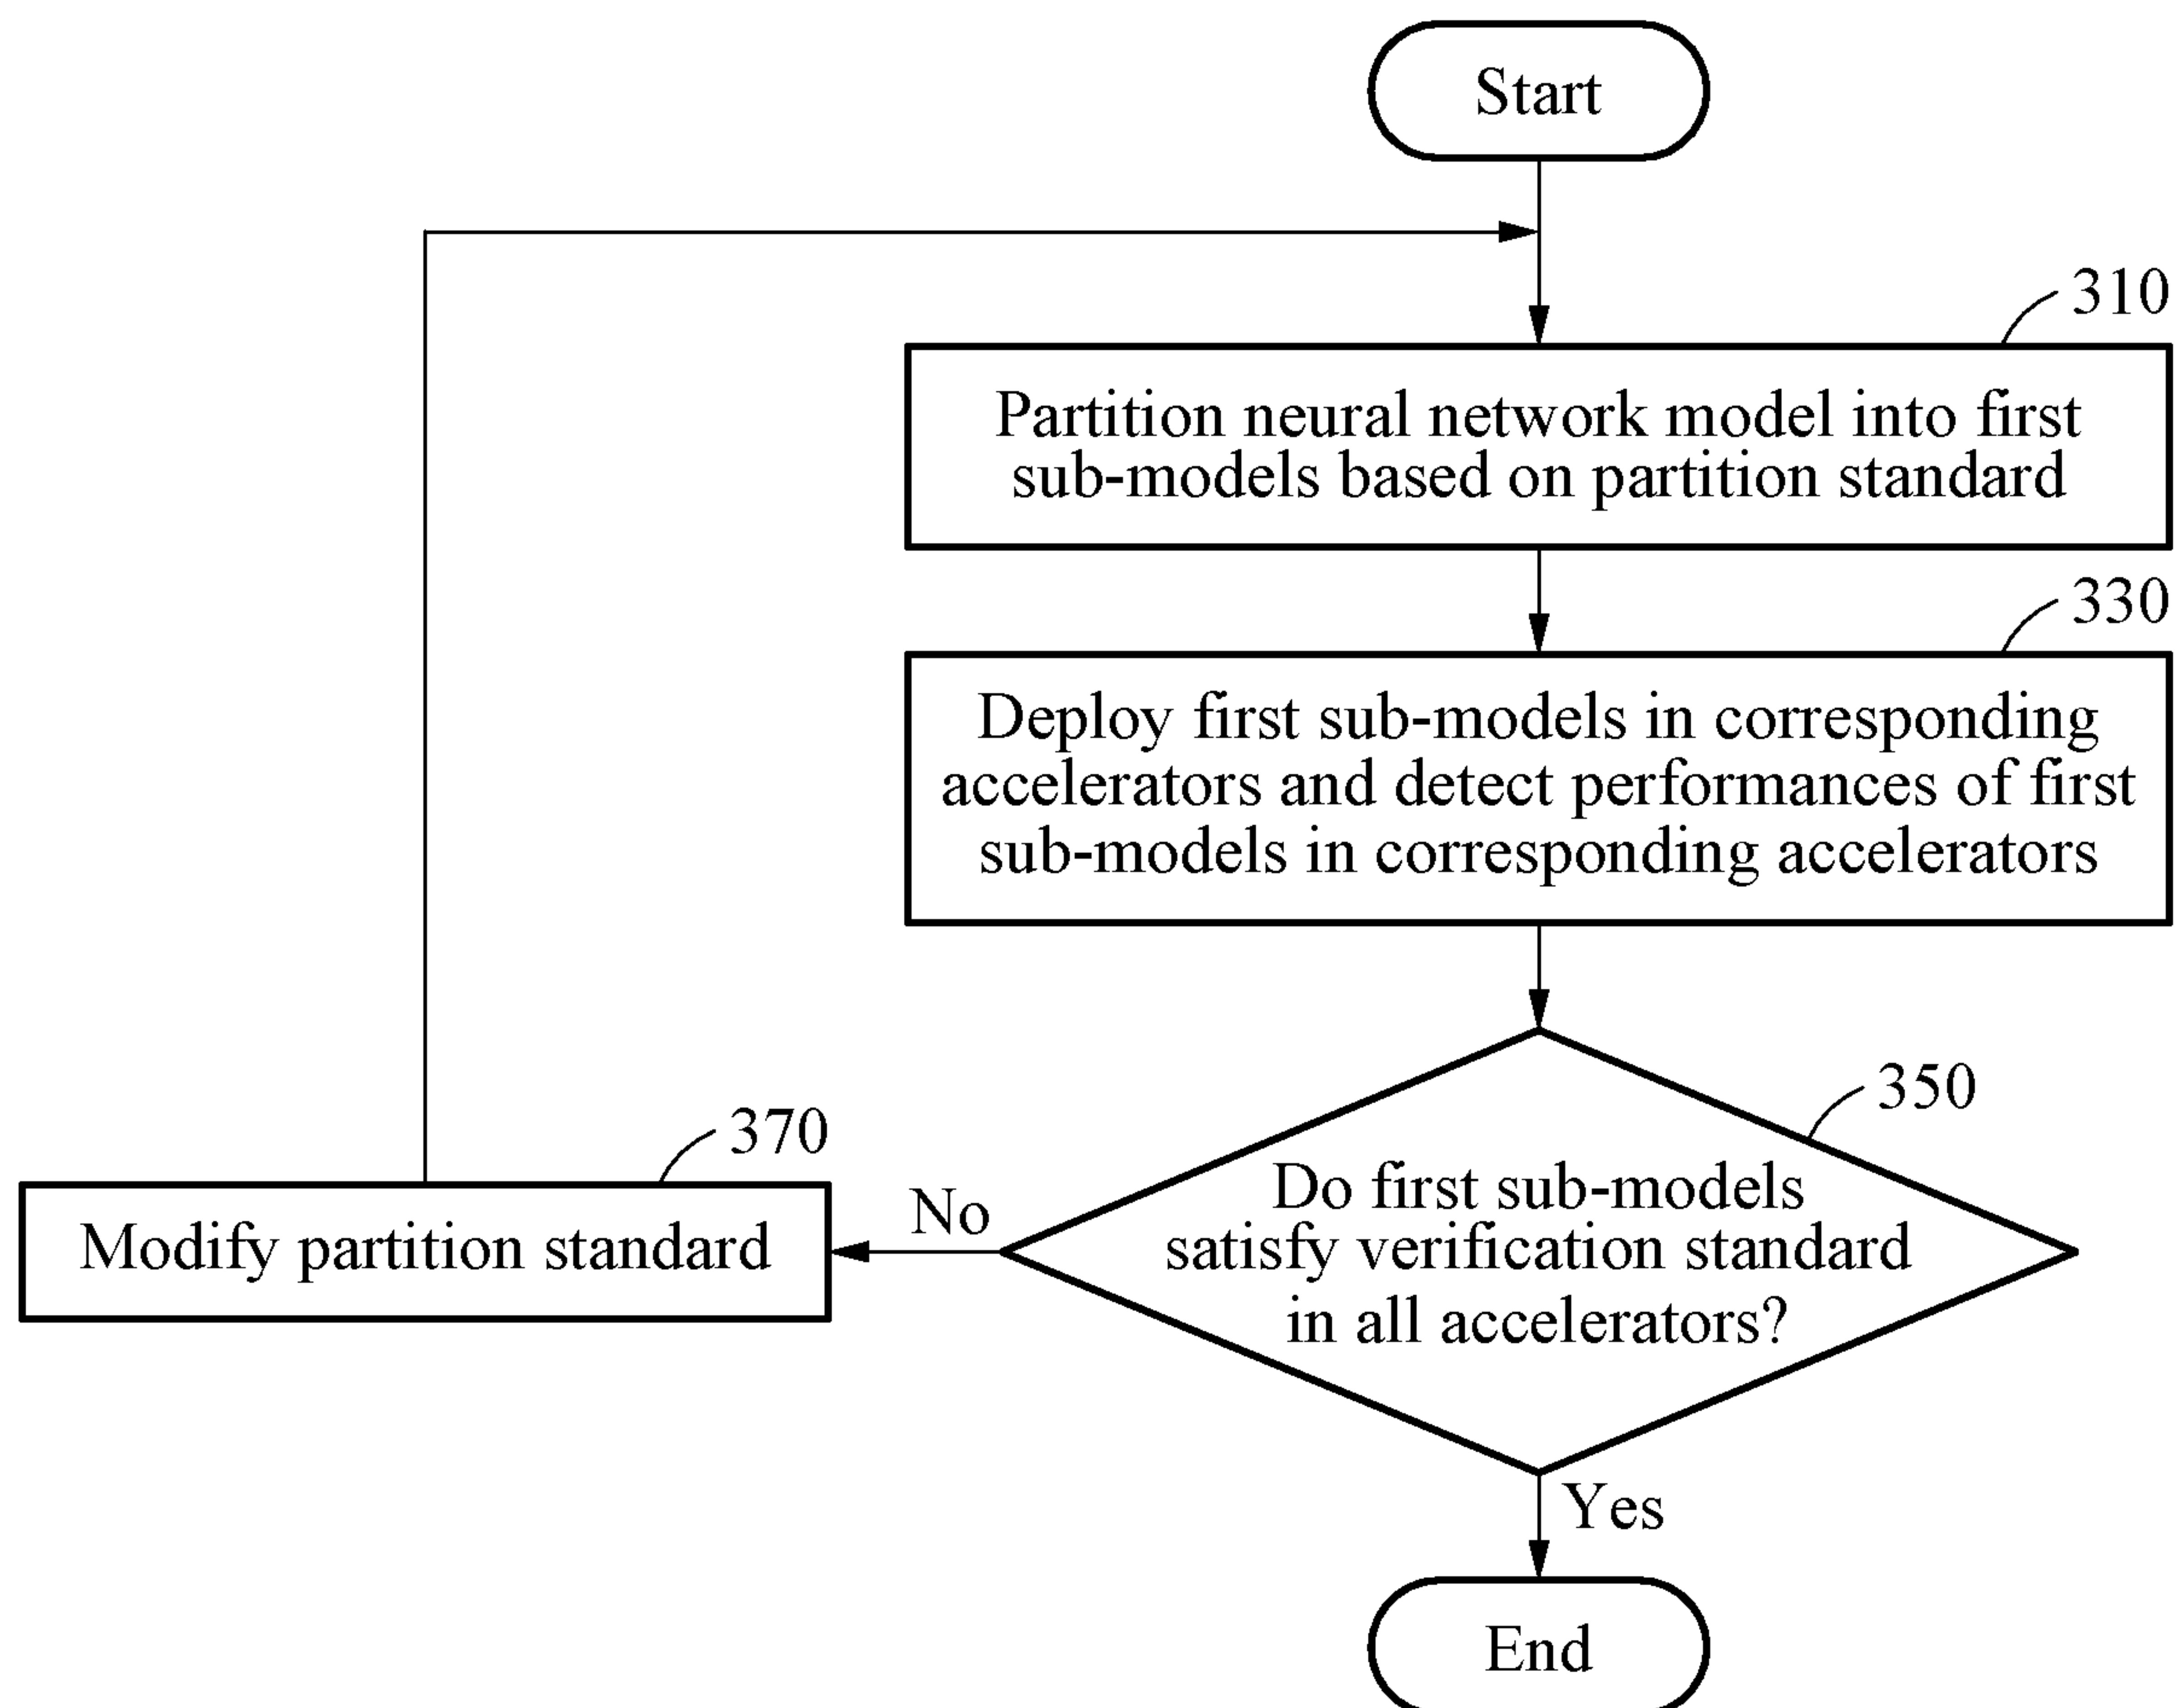 Start
310
Partition neural network model into first
sub-models based on partition standard
330
Deploy first sub-models in corresponding
accelerators and detect performances of first
sub-models in corresponding accelerators
350
Do first sub-models
satisfy verification standard
in all accelerators?
370
Modify partition standard
No
Yes
End